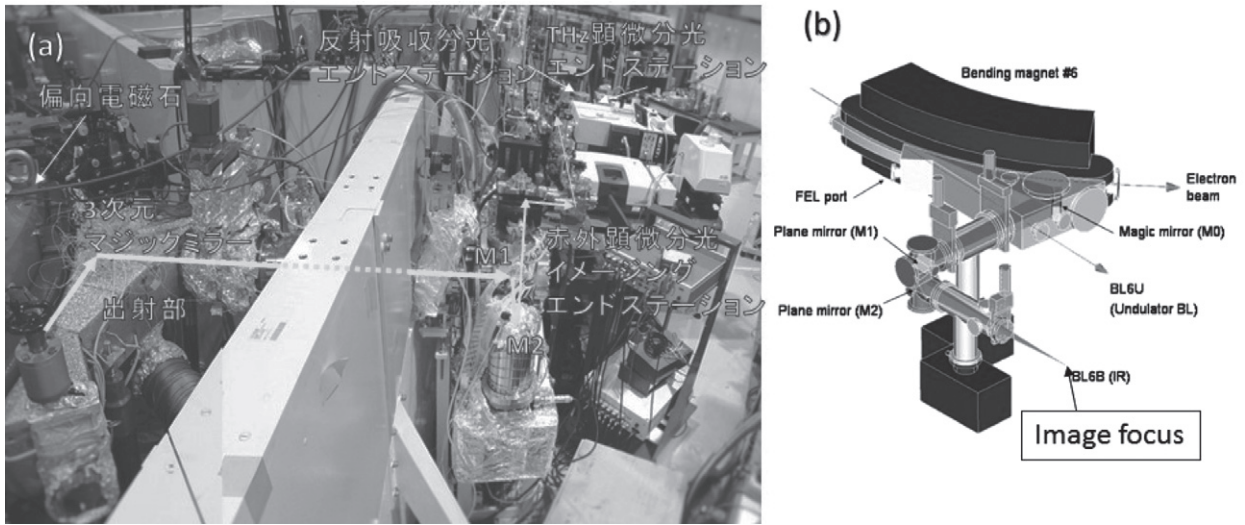 (a)
反射吸収分光
エンドステーション
THz顕微分光
エンドステーション
偏向電磁石
3次元
マジックミラー
出射部
M1
赤外顕微分光
イメージング
エンドステーション
M2
(b)
Bending magnet #6
FEL port
Electron
beam
Plane mirror (M1)
Magic mirror (M0)
Plane mirror (M2)
BL6U
(Undulator BL)
BL6B (IR)
Image focus